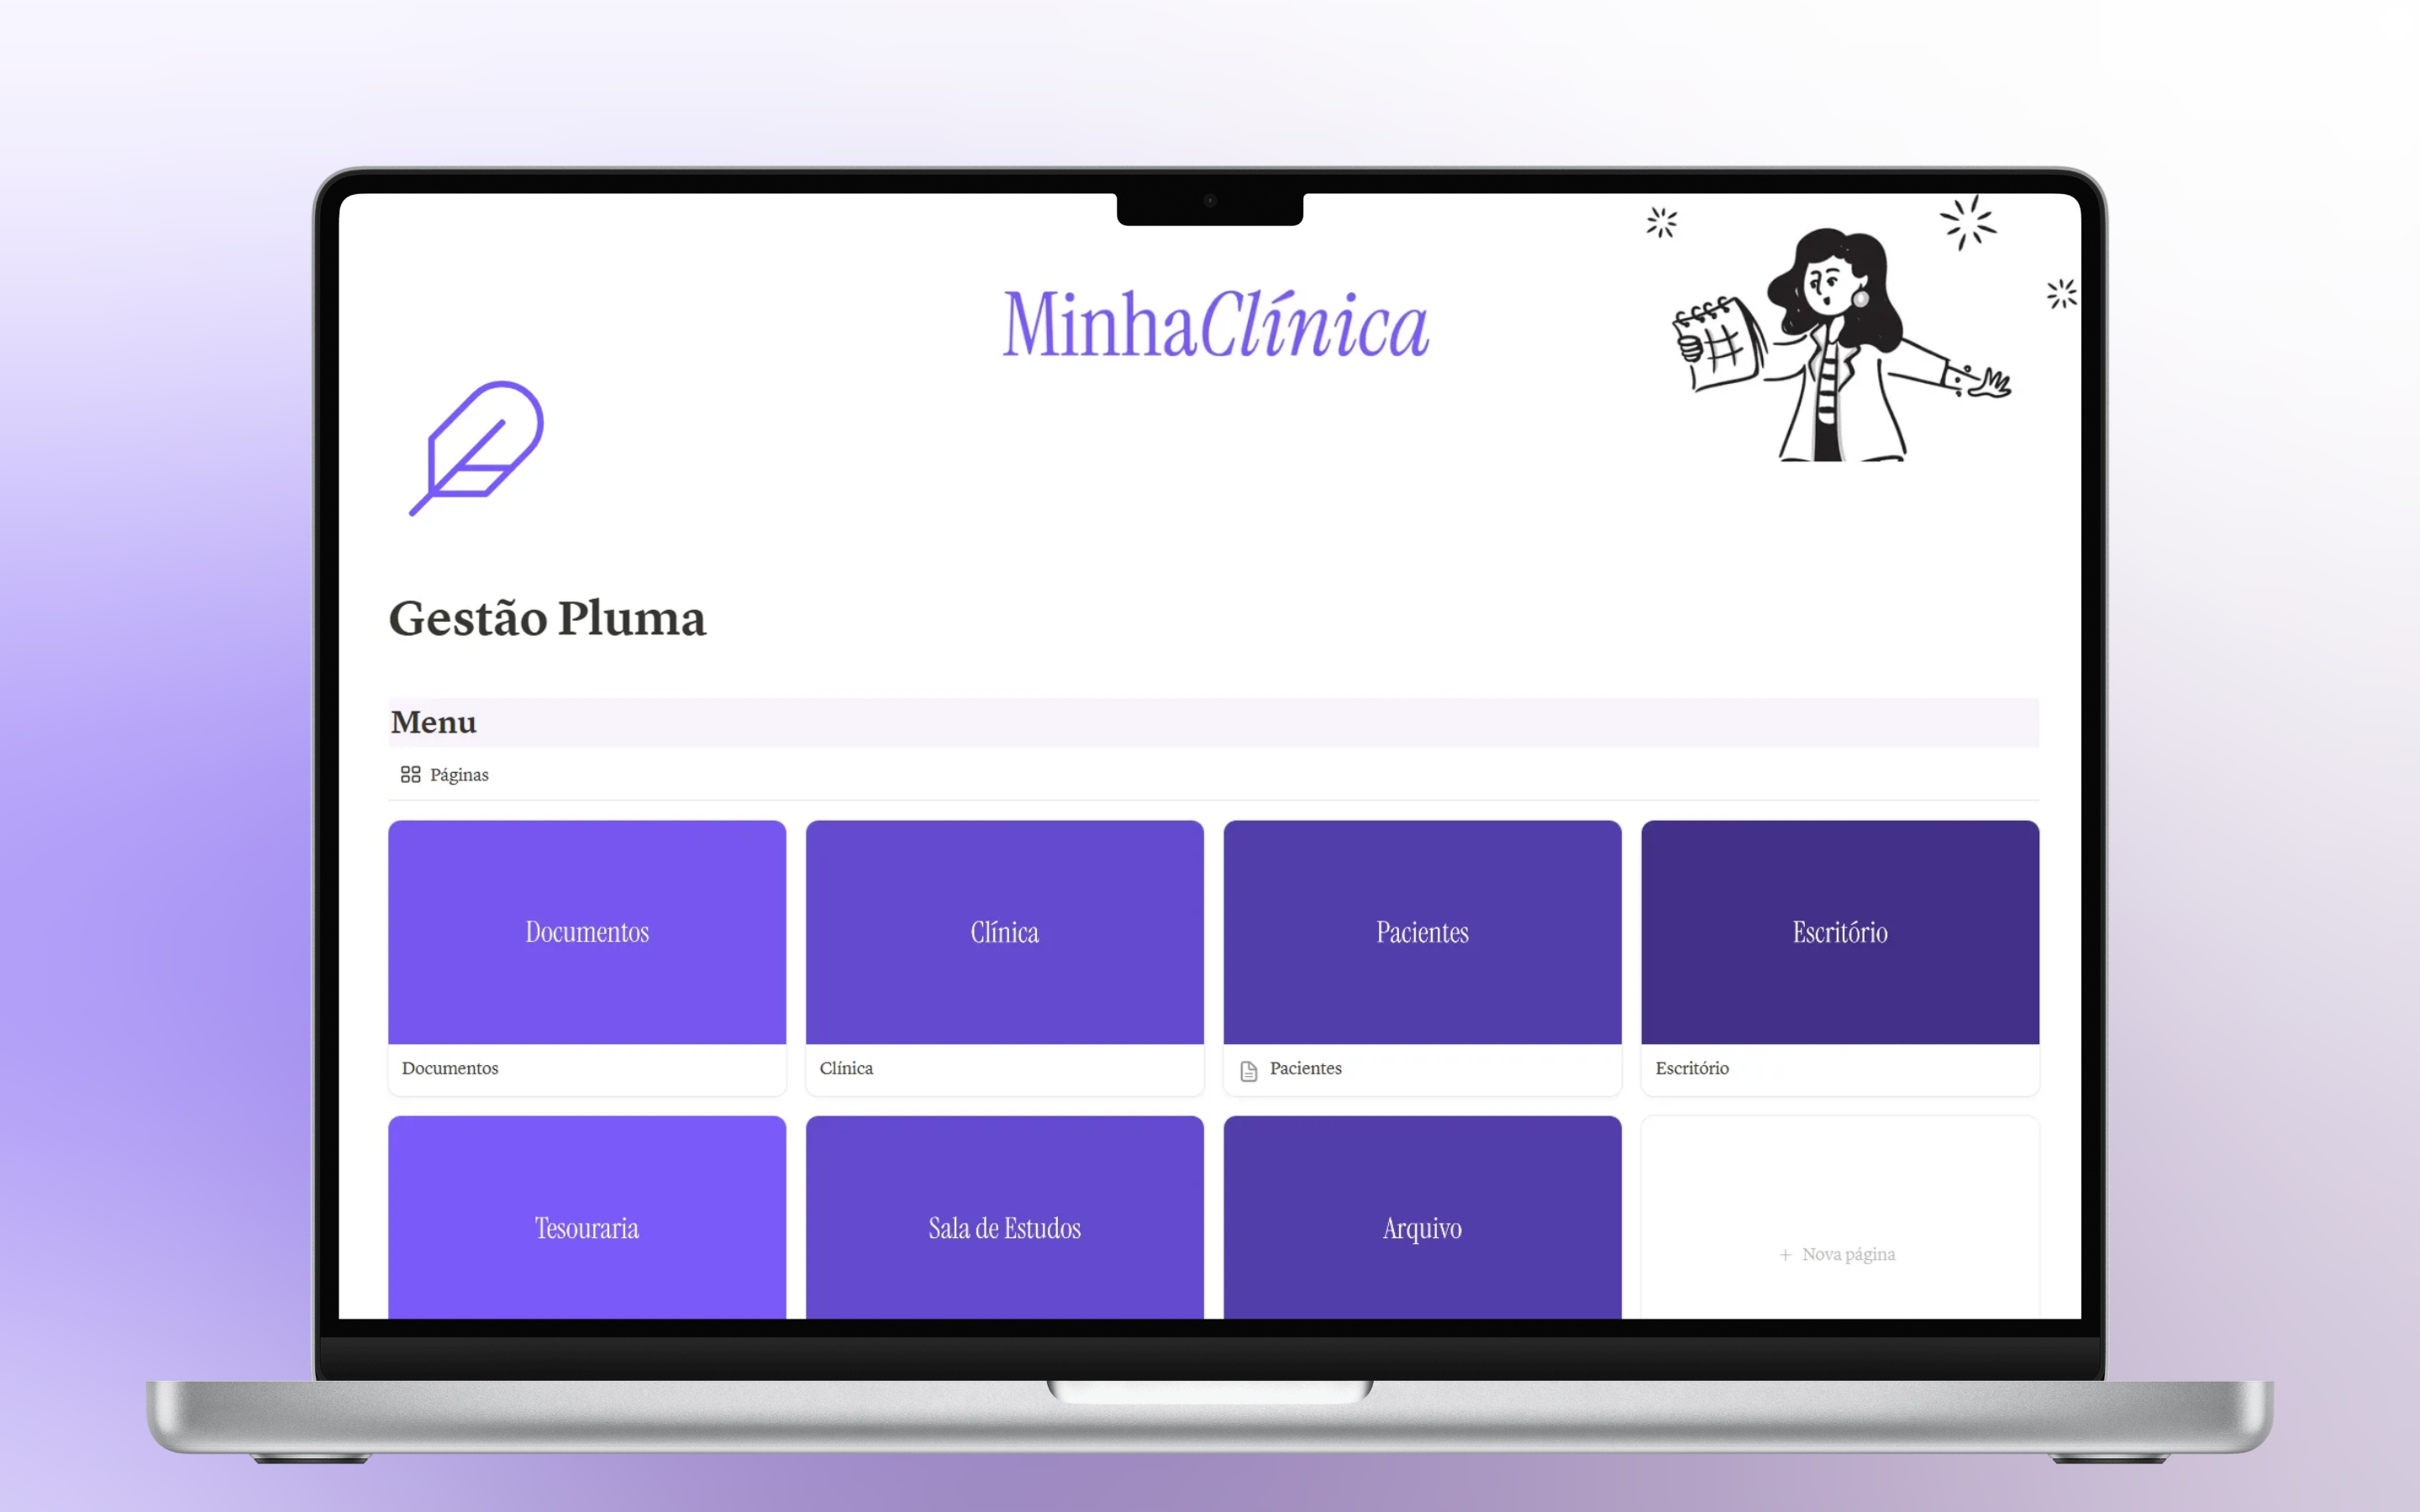 MinhaClínica
Gestão Pluma
Menu
Páginas
Documentos
Clínica
Pacientes
Escritório
Documentos
Clínica
Pacientes
Escritório
Tesouraria
Sala de Estudos
Arquivo
+ Nova página